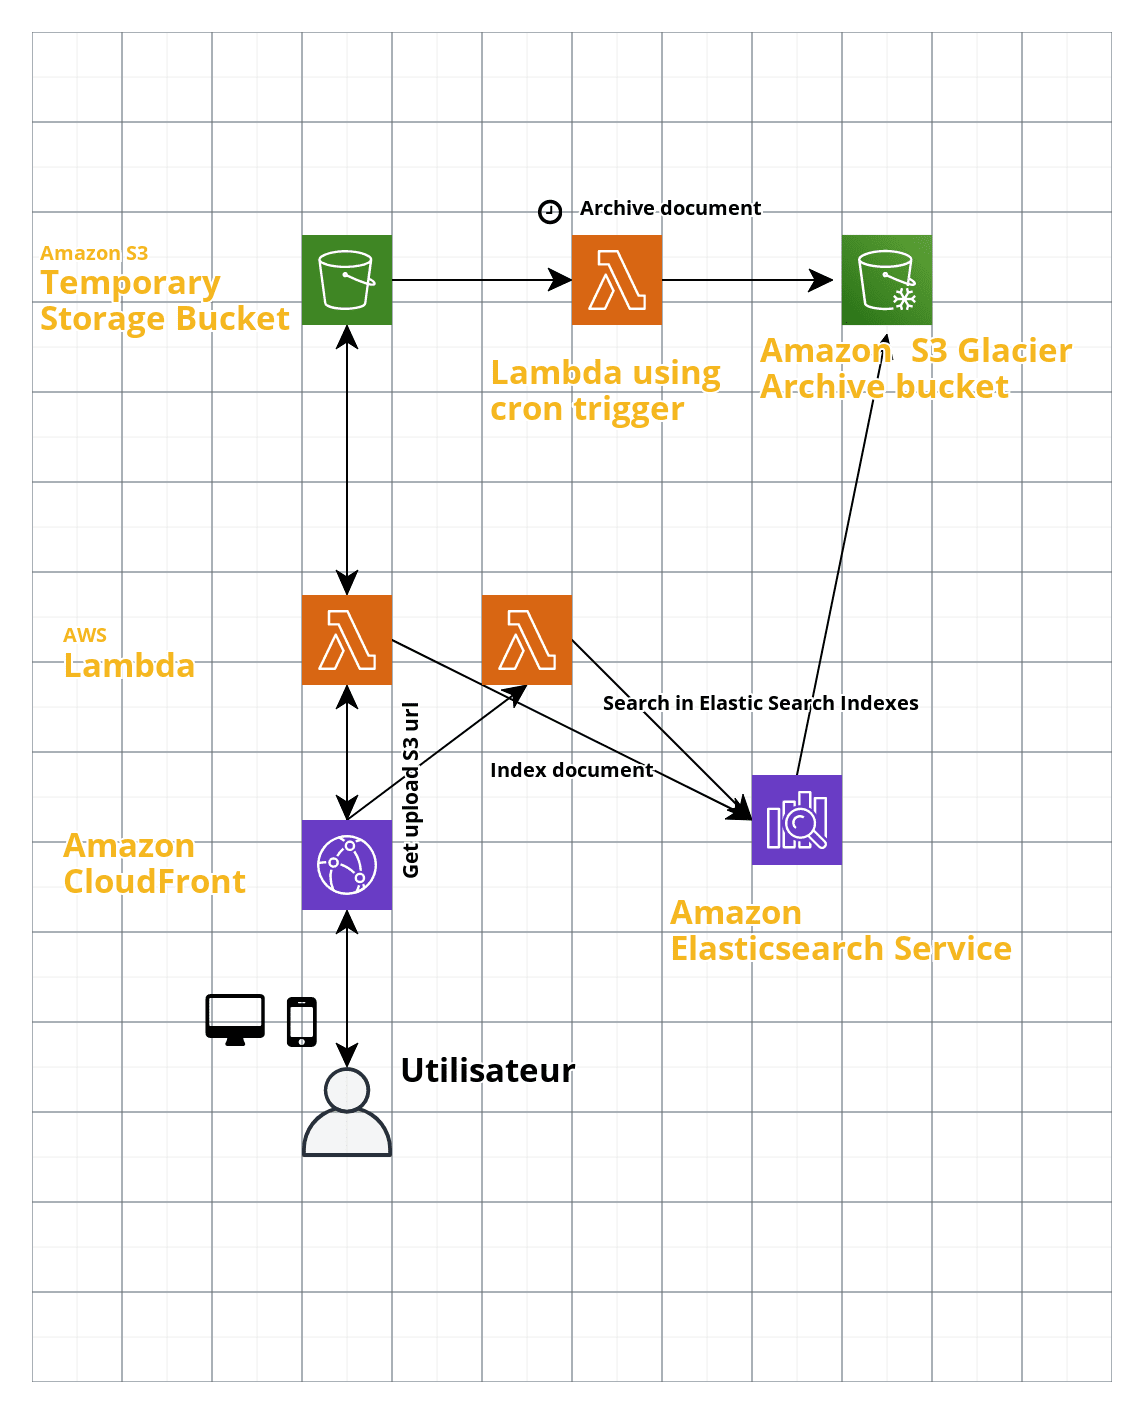 Archive document
Amazon S3
Temporary
Storage Bucket
Lambda using
cron trigger
Amazon  S3 Glacier
Archive bucket
AWS
Lambda
Search in Elastic Search Indexes
Index document
Get upload S3 url
Amazon
CloudFront
Amazon
Elasticsearch Service
Utilisateur